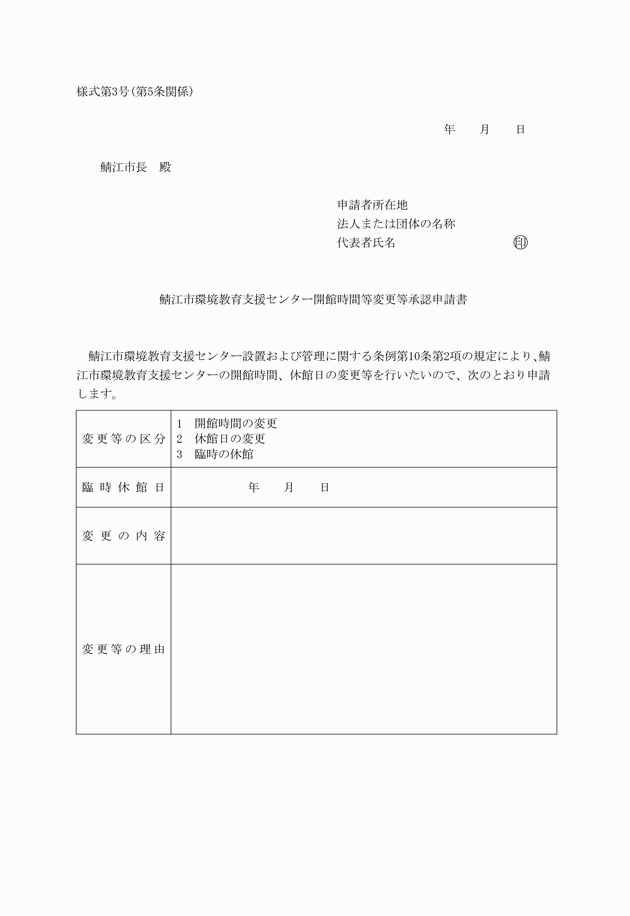 様式第3号(第5条関係)
年　　月　　日
鯖江市長　殿
申請者所在地
法人または団体の名称
代表者氏名　　　　　　　　　　㊞
鯖江市環境教育支援センター開館時間等変更等承認申請書
鯖江市環境教育支援センター設置および管理に関する条例第10条第2項の規定により、鯖
江市環境教育支援センターの開館時間、休館日の変更等を行いたいので、次のとおり申請
します。
変更等の区分
1　開館時間の変更
2　休館日の変更
3　臨時の休館
臨時休館日　　　年　　月　　日
変更の内容
変更等の理由